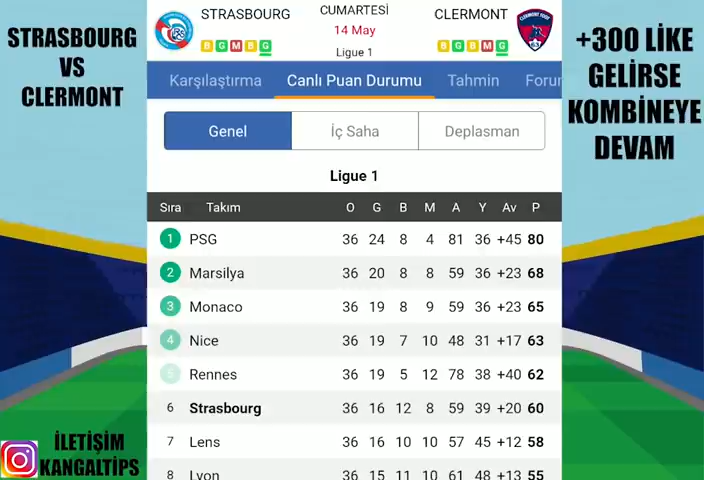 STRASBOURG
VS
CLERMONT
STRASBOURG
B G M B G
CUMARTESİ
14 May
Ligue 1
CLERMONT
B G B M G
CLERMONT FOOT
63
+300 LİKE
GELİRSE
KOMBİNEYE
DEVAM
Karşılaştırma Canlı Puan Durumu Tahmin Forum
Genel İç Saha Deplasman
Ligue 1
Sıra Takım O G B M A Y Av P
1 PSG 36 24 8 4 81 36 +45 80
2 Marsilya 36 20 8 8 59 36 +23 68
3 Monaco 36 19 8 9 59 36 +23 65
4 Nice 36 19 7 10 48 31 +17 63
5 Rennes 36 19 5 12 78 38 +40 62
6 Strasbourg 36 16 12 8 59 39 +20 60
7 Lens 36 16 10 10 57 45 +12 58
8 Lyon 36 15 11 10 61 48 +13 55
İLETİŞİM
KANGALTİPS